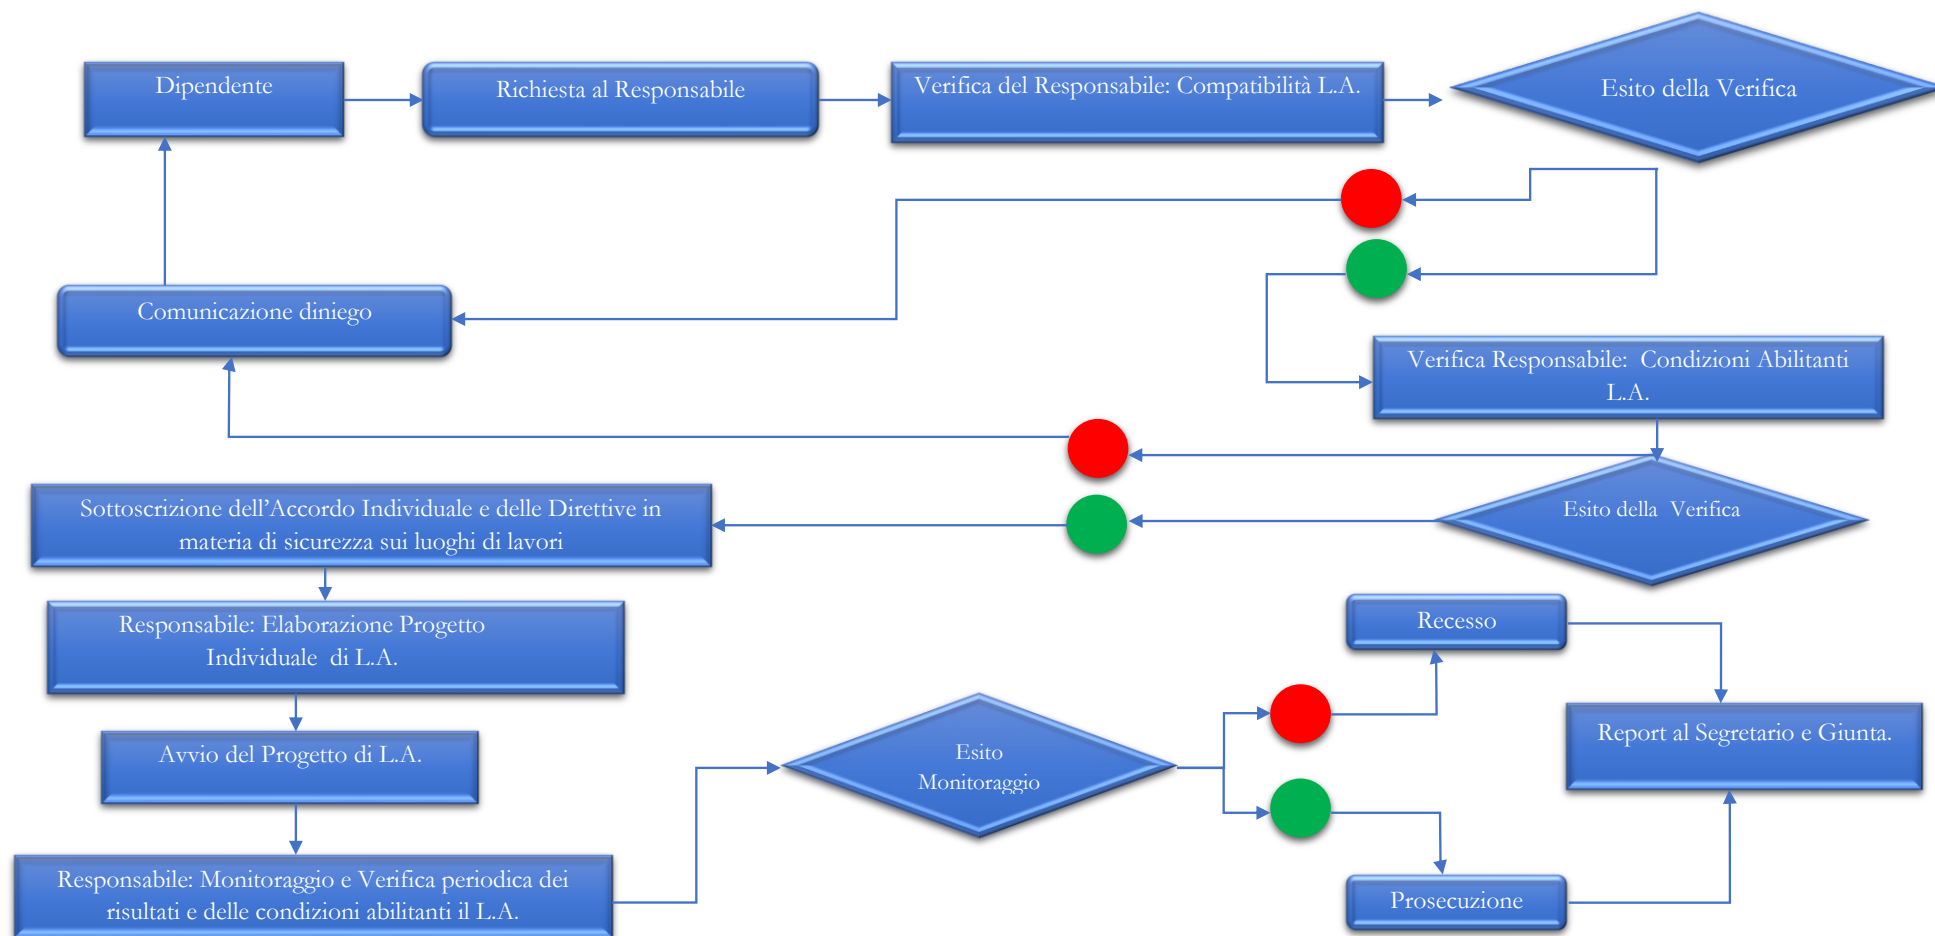 Dipendente
Richiesta al Responsabile
Verifica del Responsabile: Compatibilità L.A.
Esito della Verifica
Comunicazione diniego
Verifica Responsabile: Condizioni Abilitanti
L.A.
Esito della Verifica
Sottoscrizione dell’Accordo Individuale e delle Direttive in
materia di sicurezza sui luoghi di lavori
Responsabile: Elaborazione Progetto
Individuale di L.A.
Recesso
Avvio del Progetto di L.A.
Esito
Monitoraggio
Report al Segretario e Giunta.
Responsabile: Monitoraggio e Verifica periodica dei
risultati e delle condizioni abilitanti il L.A.
Prosecuzione